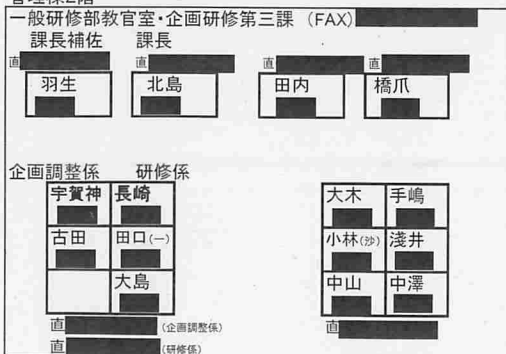 一般研修部教官室・企画研修第三課 (FAX)
課長補佐 課長
直 直 直 直
羽生 北島 田内 橋爪
企画調整係 研修係
宇賀神 長崎 大木 手嶋
古田 田口(一) 小林(沙) 淺井
大島 中山 中澤
直 (企画調整係) 直
直 (研修係)